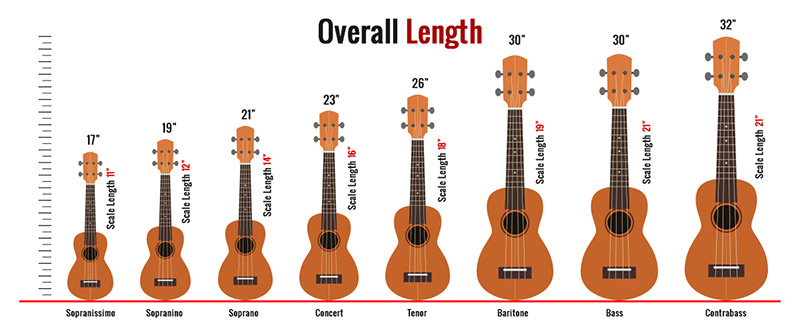 Overall Length
17"
Scale Length 11"
Sopranissimo
19"
Scale Length 12"
Sopranino
21"
Scale Length 14"
Soprano
23"
Scale Length 16"
Concert
26"
Scale Length 18"
Tenor
30"
Scale Length 19"
Baritone
30"
Scale Length 21"
Bass
32"
Scale Length 21"
Contrabass